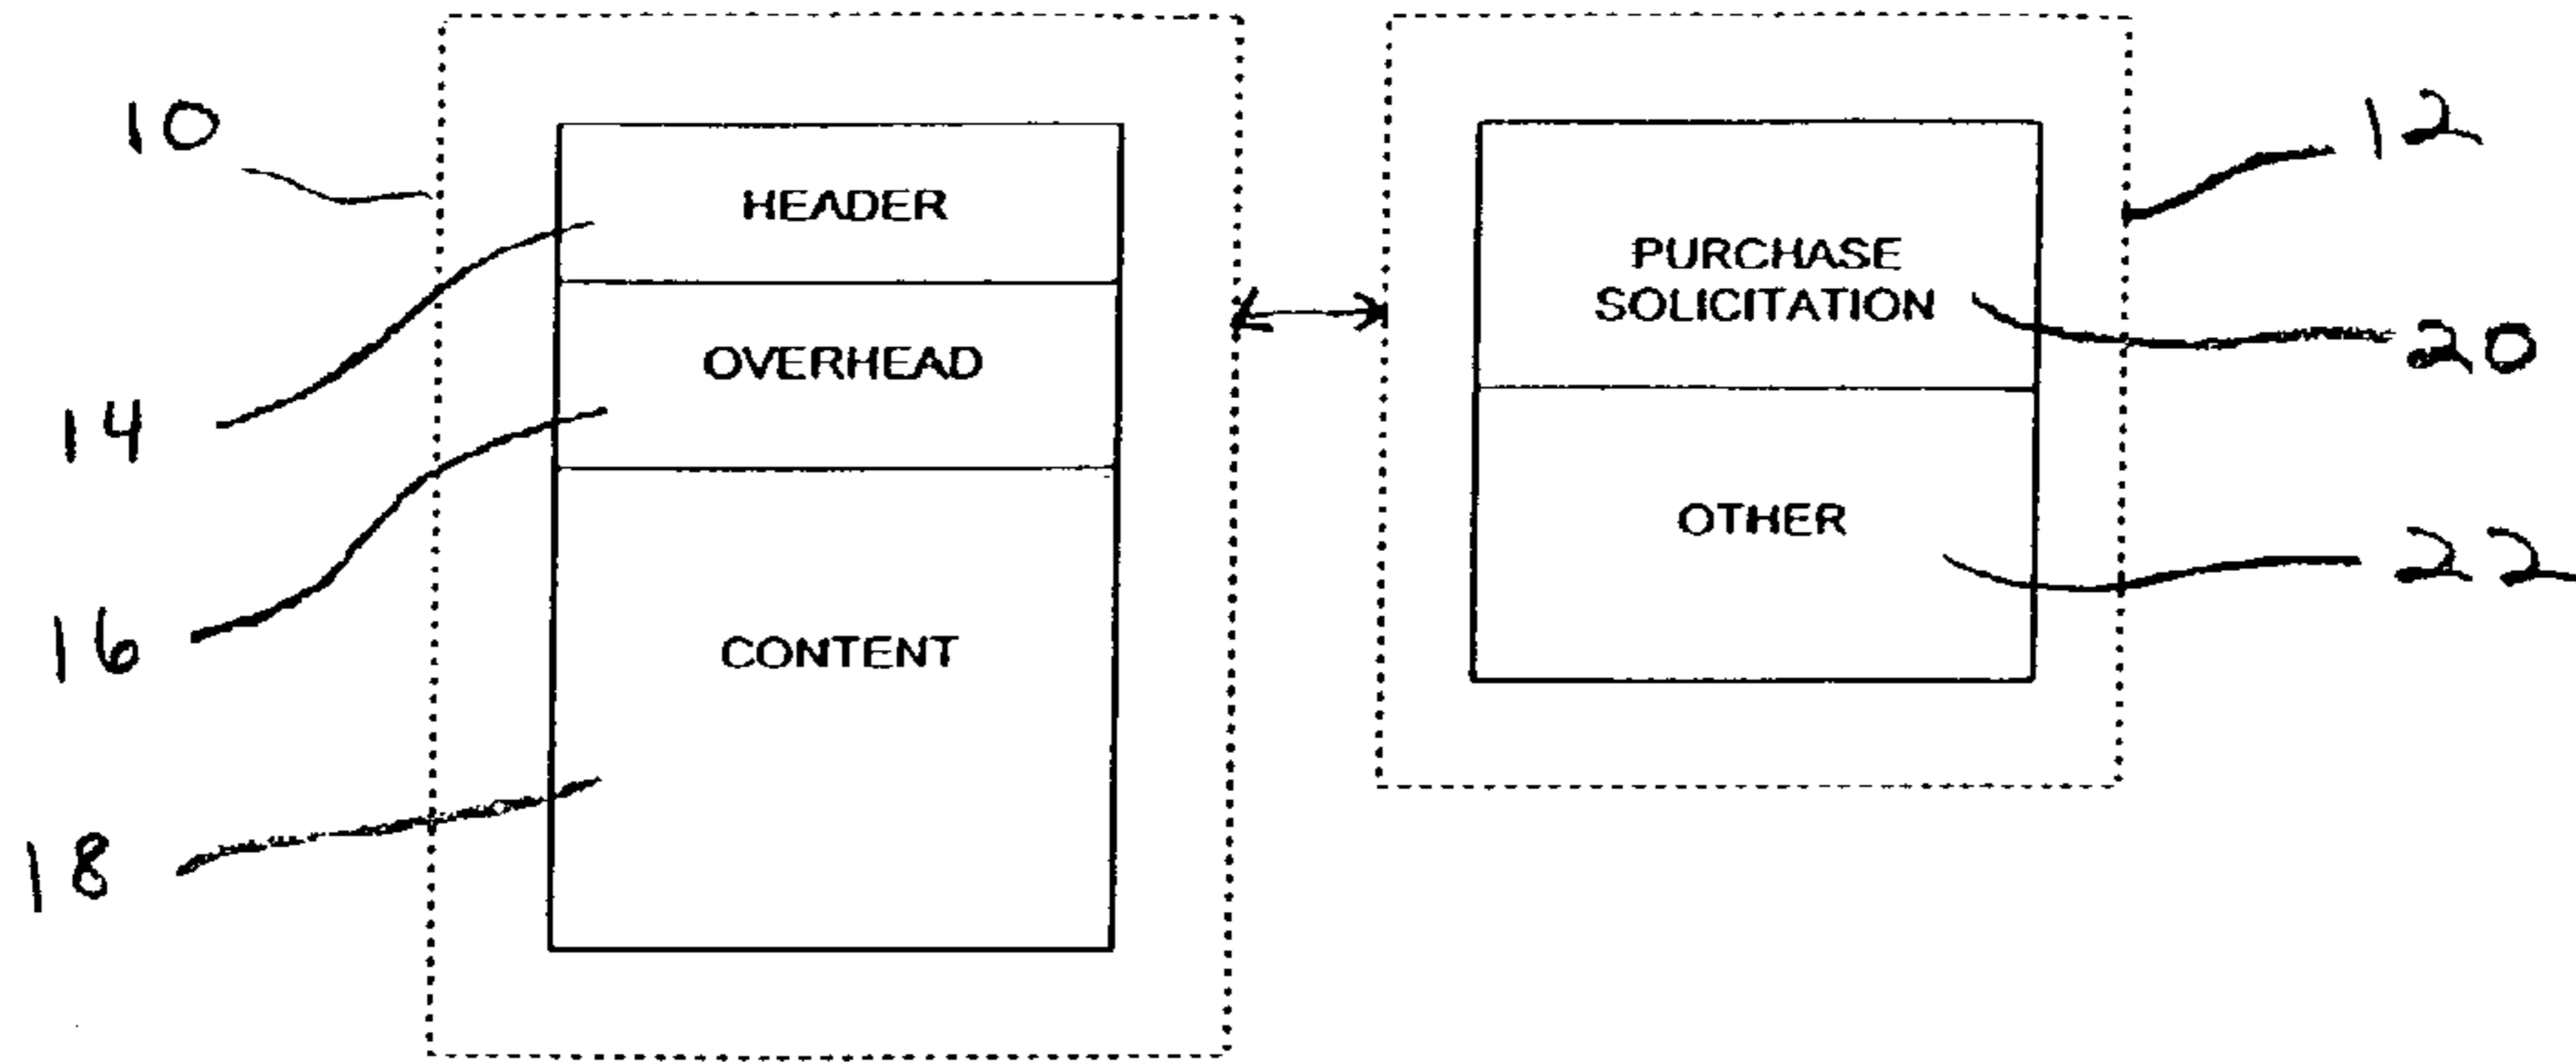 10
HEADER
14
OVERHEAD
16
CONTENT
18
12
PURCHASE
SOLICITATION
20
OTHER
22